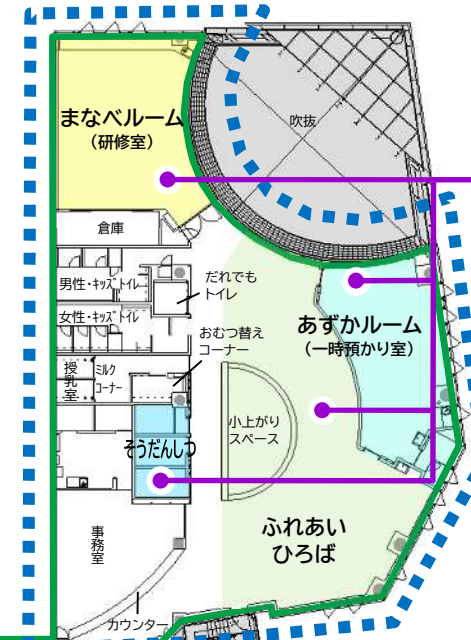 まなベルーム
（研修室）
吹抜
倉庫
男性・キッズトイレ
だれでも
トイレ
女性・キッズトイレ
あずかルーム
（一時預かり室）
おむつ替え
コーナー
授乳室
ミルク
コーナー
小上がり
スペース
そうだんしつ
ふれあい
ひろば
事務室
カウンター